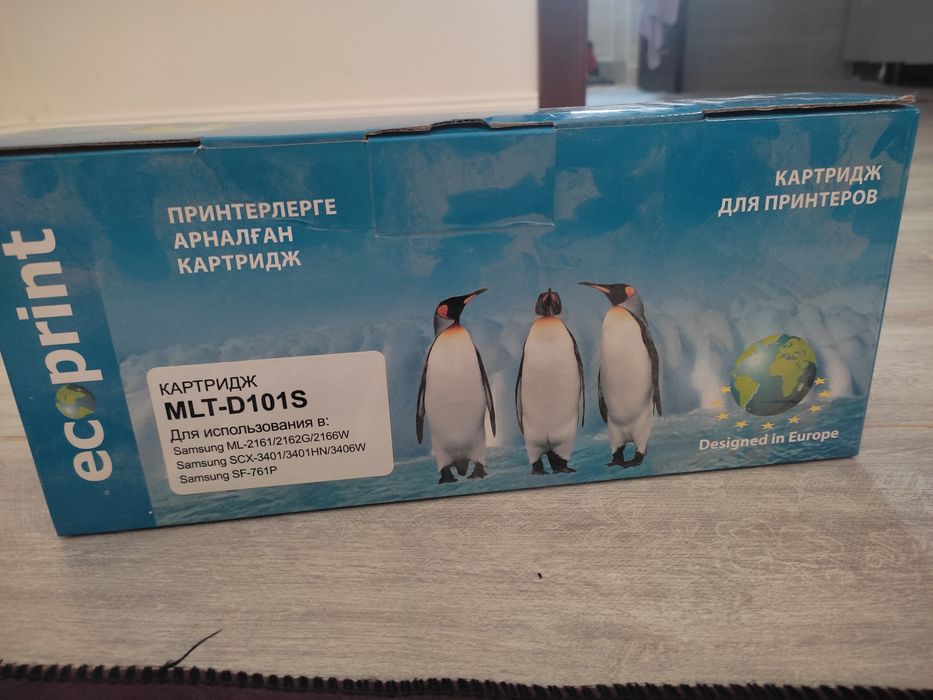 ecoprint
ПРИНТЕРЛЕРГЕ
АРНАЛҒАН
КАРТРИДЖ
КАРТРИДЖ
ДЛЯ ПРИНТЕРОВ
КАРТРИДЖ
MLT-D101S
Для использования в:
Samsung ML-2161/2162G/2166W
Samsung SCX-3401/3401HN/3406W
Samsung SF-761P
Designed in Europe